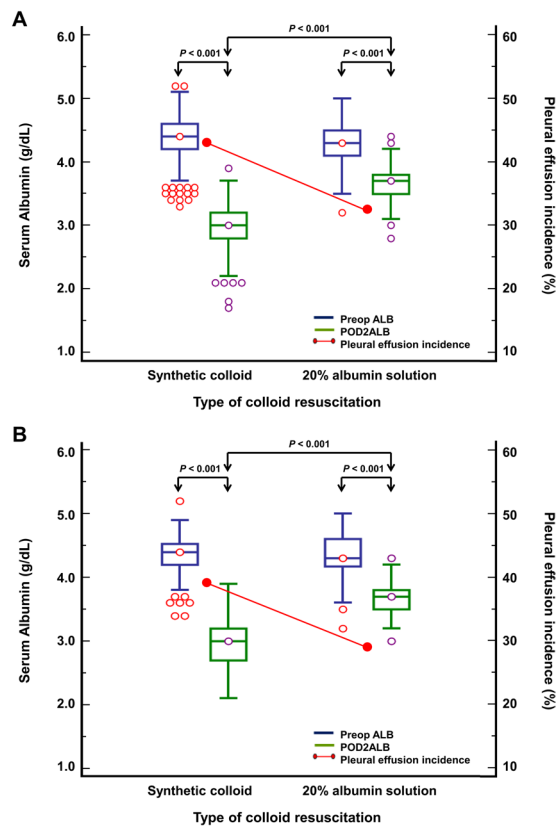 A
P < 0.001
P < 0.001 P < 0.001
6.0
5.0
4.0
3.0
2.0
1.0
Serum Albumin (g/dL)
60
50
40
30
20
10
Pleural effusion incidence (%)
Preop ALB
POD2ALB
Pleural effusion incidence
Synthetic colloid 20% albumin solution
Type of colloid resuscitation
B
P < 0.001
P < 0.001 P < 0.001
6.0
5.0
4.0
3.0
2.0
1.0
Serum Albumin (g/dL)
60
50
40
30
20
10
Pleural effusion incidence (%)
Preop ALB
POD2ALB
Pleural effusion incidence
Synthetic colloid 20% albumin solution
Type of colloid resuscitation